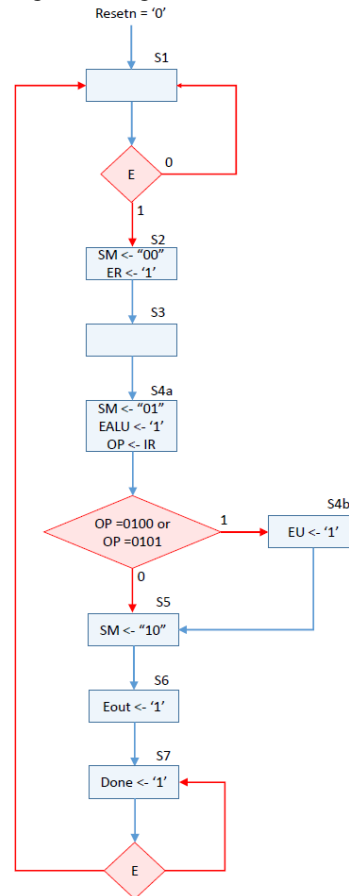 Resetn = ‘0’
S1
E
0
1
S2
SM <- “00”
ER <- ‘1’
S3
S4a
SM <- “01”
EALU <- ‘1’
OP <- IR
S4b
OP =0100 or
OP =0101
1
EU <- ‘1’
0
S5
SM <- “10”
S6
Eout <- ‘1’
S7
Done <- ‘1’
E